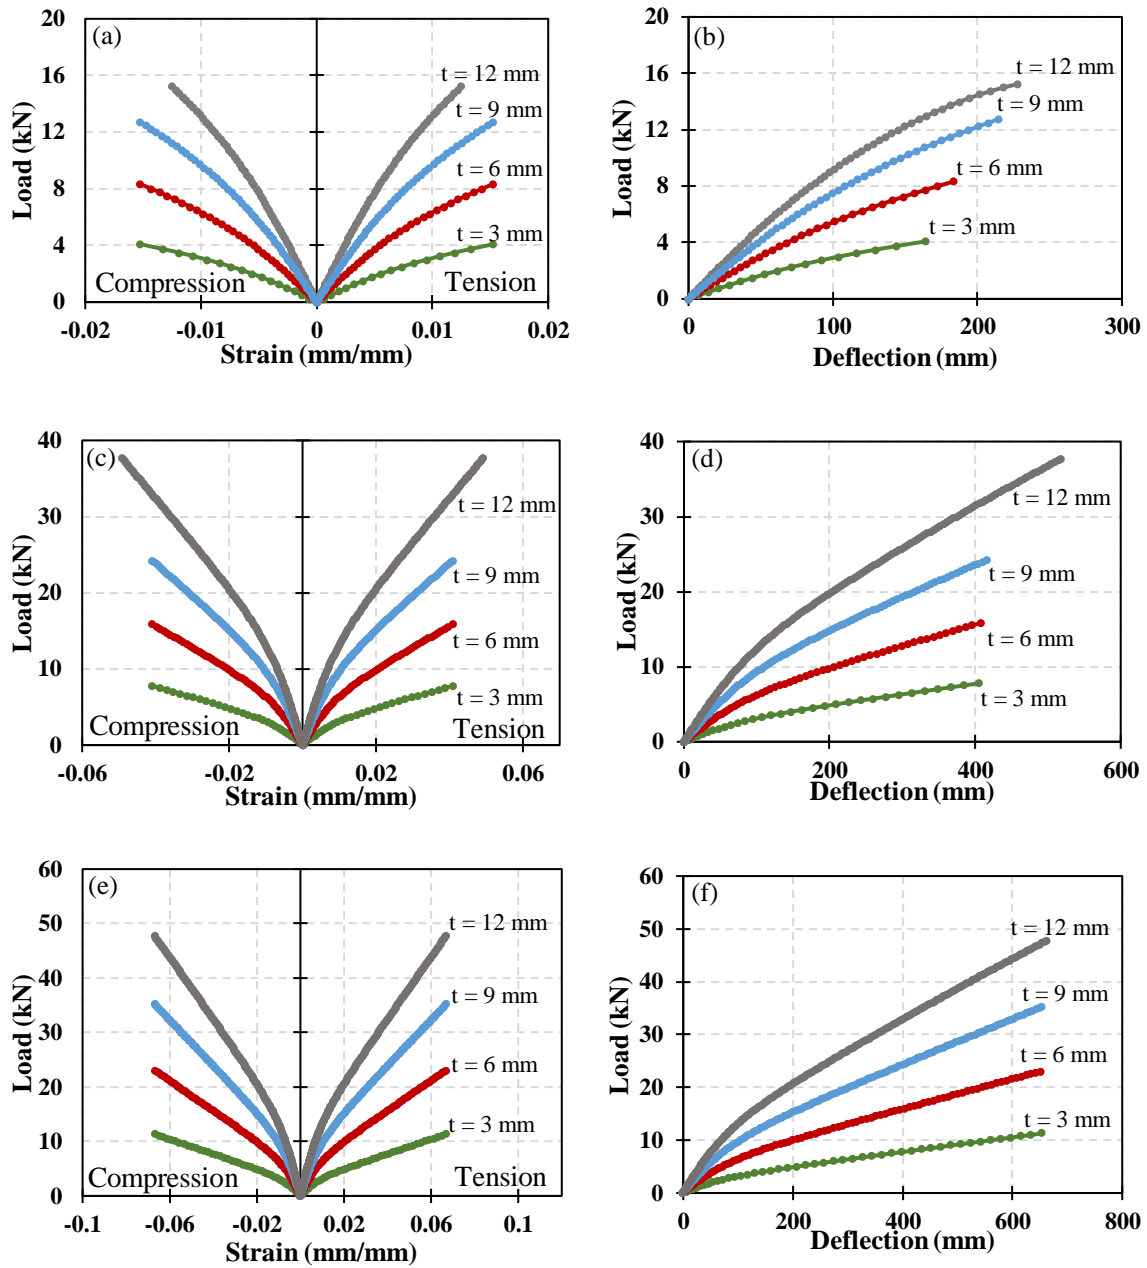 (a)
20
16
12
8
4
0
Load (kN)
t = 12 mm
t = 9 mm
t = 6 mm
t = 3 mm
Compression
Tension
-0.02
-0.01
0
0.01
0.02
Strain (mm/mm)
(b)
20
16
12
8
4
0
Load (kN)
t = 12 mm
t = 9 mm
t = 6 mm
t = 3 mm
0
100
200
300
Deflection (mm)
(c)
40
30
20
10
0
Load (kN)
t = 12 mm
t = 9 mm
t = 6 mm
t = 3 mm
Compression
Tension
-0.06
-0.02
0.02
0.06
Strain (mm/mm)
(d)
40
30
20
10
0
Load (kN)
t = 12 mm
t = 9 mm
t = 6 mm
t = 3 mm
0
200
400
600
Deflection (mm)
(e)
60
50
40
30
20
10
0
Load (kN)
t = 12 mm
t = 9 mm
t = 6 mm
t = 3 mm
Compression
Tension
-0.1
-0.06
-0.02
0.02
0.06
0.1
Strain (mm/mm)
(f)
60
50
40
30
20
10
0
Load (kN)
t = 12 mm
t = 9 mm
t = 6 mm
t = 3 mm
0
200
400
600
800
Deflection (mm)